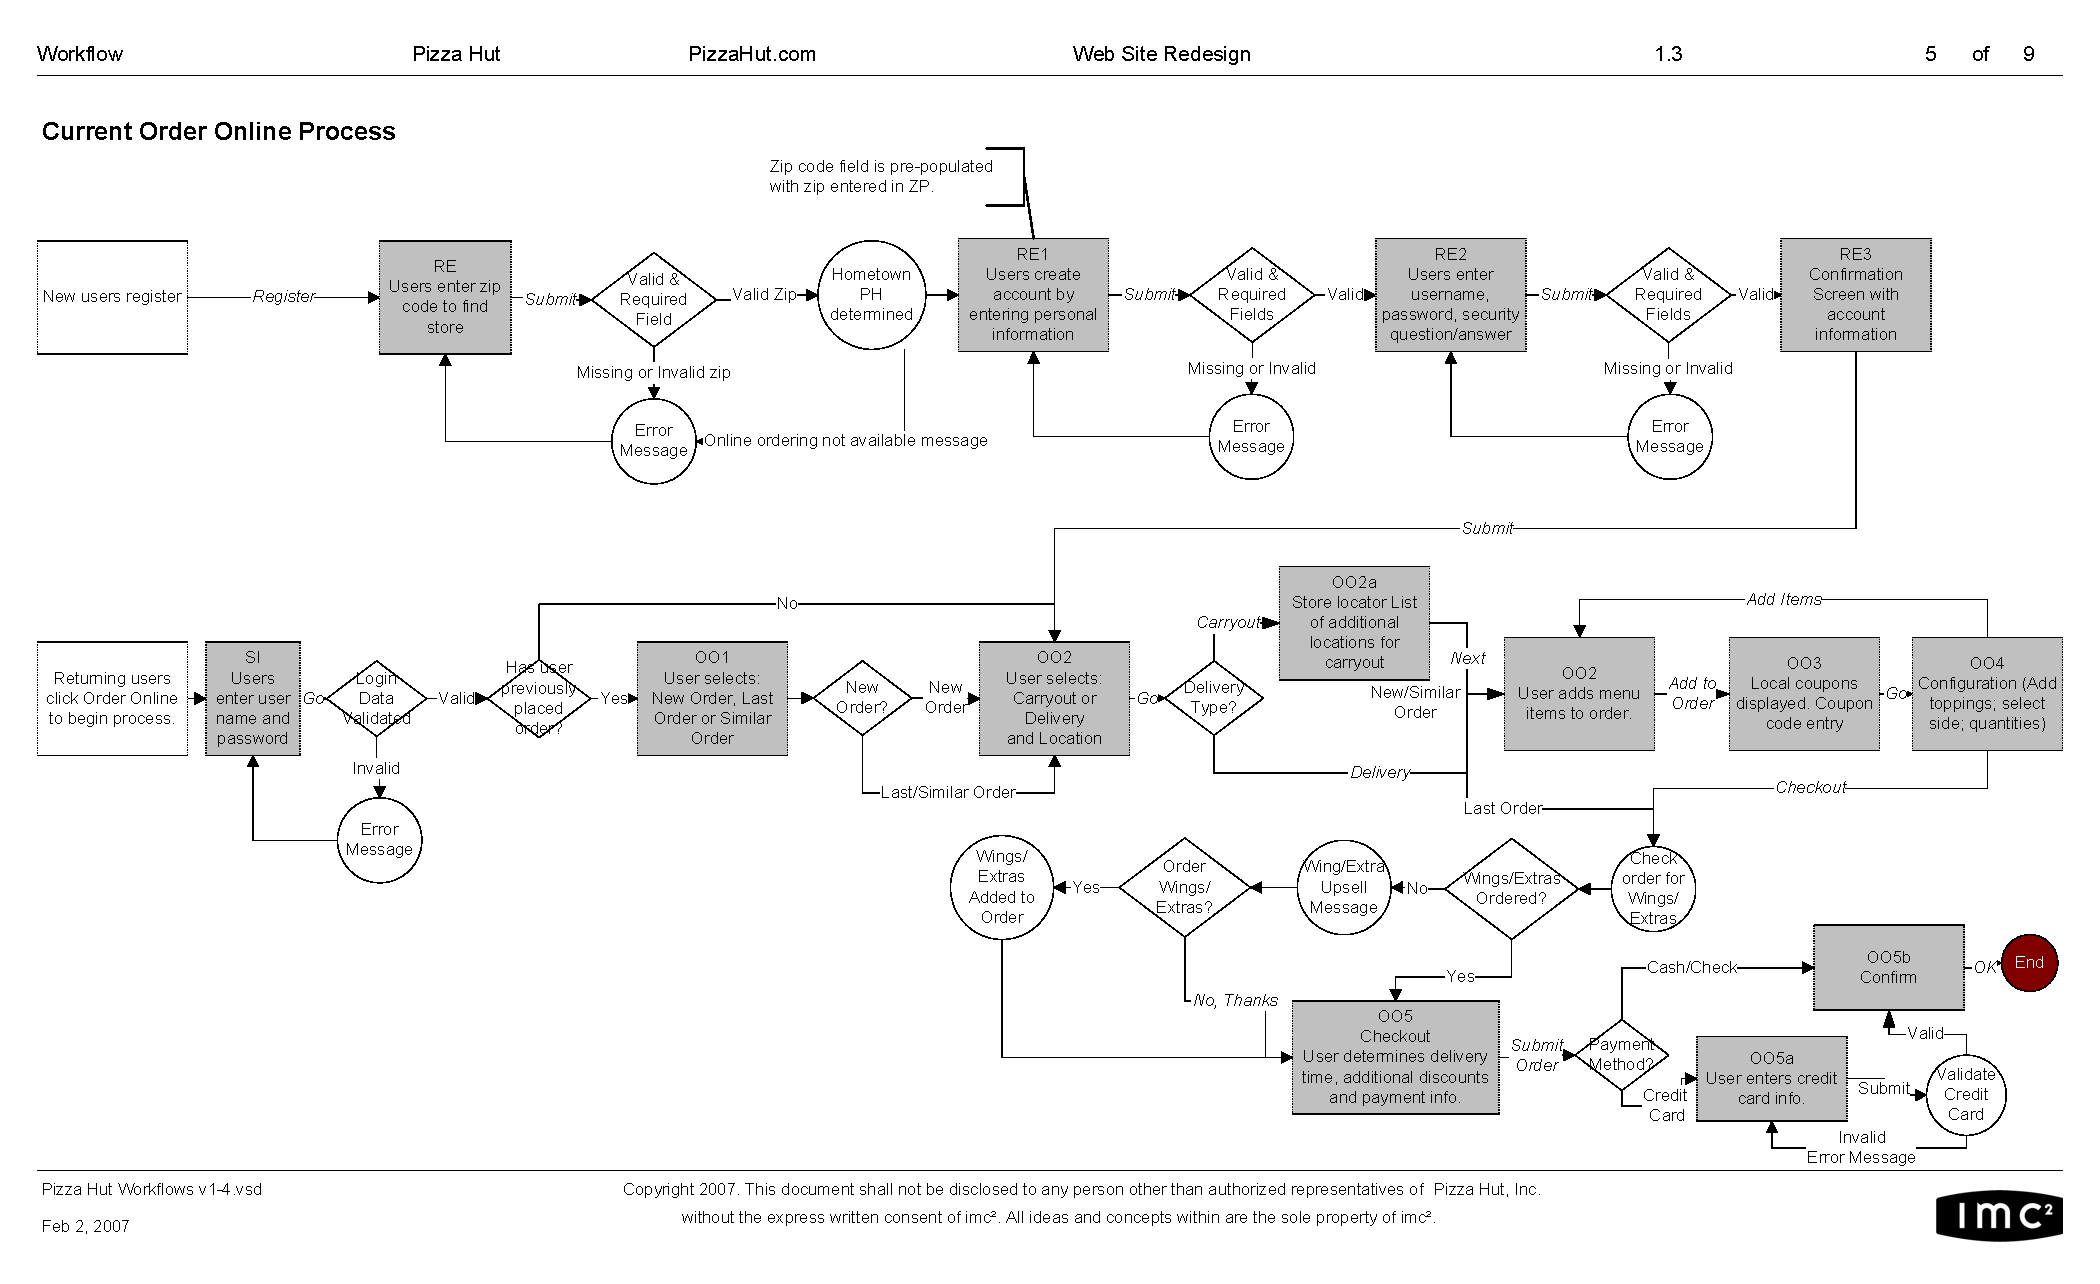 Workflow Pizza Hut PizzaHut.com Web Site Redesign 1.3 5 of 9
Current Order Online Process
Zip code field is pre-populated
with zip entered in ZP.
New users register
Register
RE
Users enter zip
code to find
store
Submit
Valid &
Required
Field
Valid Zip
Hometown
PH
determined
RE1
Users create
account by
entering personal
information
Submit
Valid &
Required
Fields
Valid
RE2
Users enter
username,
password, security
question/answer
Submit
Valid &
Required
Fields
Valid
RE3
Confirmation
Screen with
account
information
Missing or Invalid zip
Error
Message
Online ordering not available message
Missing or Invalid
Error
Message
Missing or Invalid
Error
Message
Submit
No
Returning users
click Order Online
to begin process.
SI
Users
enter user
name and
password
Go
Login
Data
Validated
Valid
Has user
previously
placed
order?
Yes
OO1
User selects:
New Order, Last
Order or Similar
Order
New
Order?
New
Order
OO2
User selects:
Carryout or
Delivery
and Location
Go
Delivery
Type?
Carryout
OO2a
Store locator List
of additional
locations for
carryout
Next
New/Similar
Order
Add Items
OO2
User adds menu
items to order.
Add to
Order
OO3
Local coupons
displayed. Coupon
code entry
Go
OO4
Configuration (Add
toppings; select
side; quantities)
Invalid
Error
Message
Last/Similar Order
Delivery
Last Order
Checkout
Wings/
Extras
Added to
Order
Yes
Order
Wings/
Extras?
Wing/Extra
Upsell
Message
No
Wings/Extras
Ordered?
Check
order for
Wings/
Extras
Yes
No, Thanks
OO5
Checkout
User determines delivery
time, additional discounts
and payment info.
Submit
Order
Payment
Method?
Cash/Check
OO5b
Confirm
OK
End
Credit
Card
OO5a
User enters credit
card info.
Submit
Validate
Credit
Card
Valid
Invalid
Error Message
Pizza Hut Workflows v1-4.vsd
Feb 2, 2007
Copyright 2007. This document shall not be disclosed to any person other than authorized representatives of Pizza Hut, Inc.
without the express written consent of imc². All ideas and concepts within are the sole property of imc².
imc²